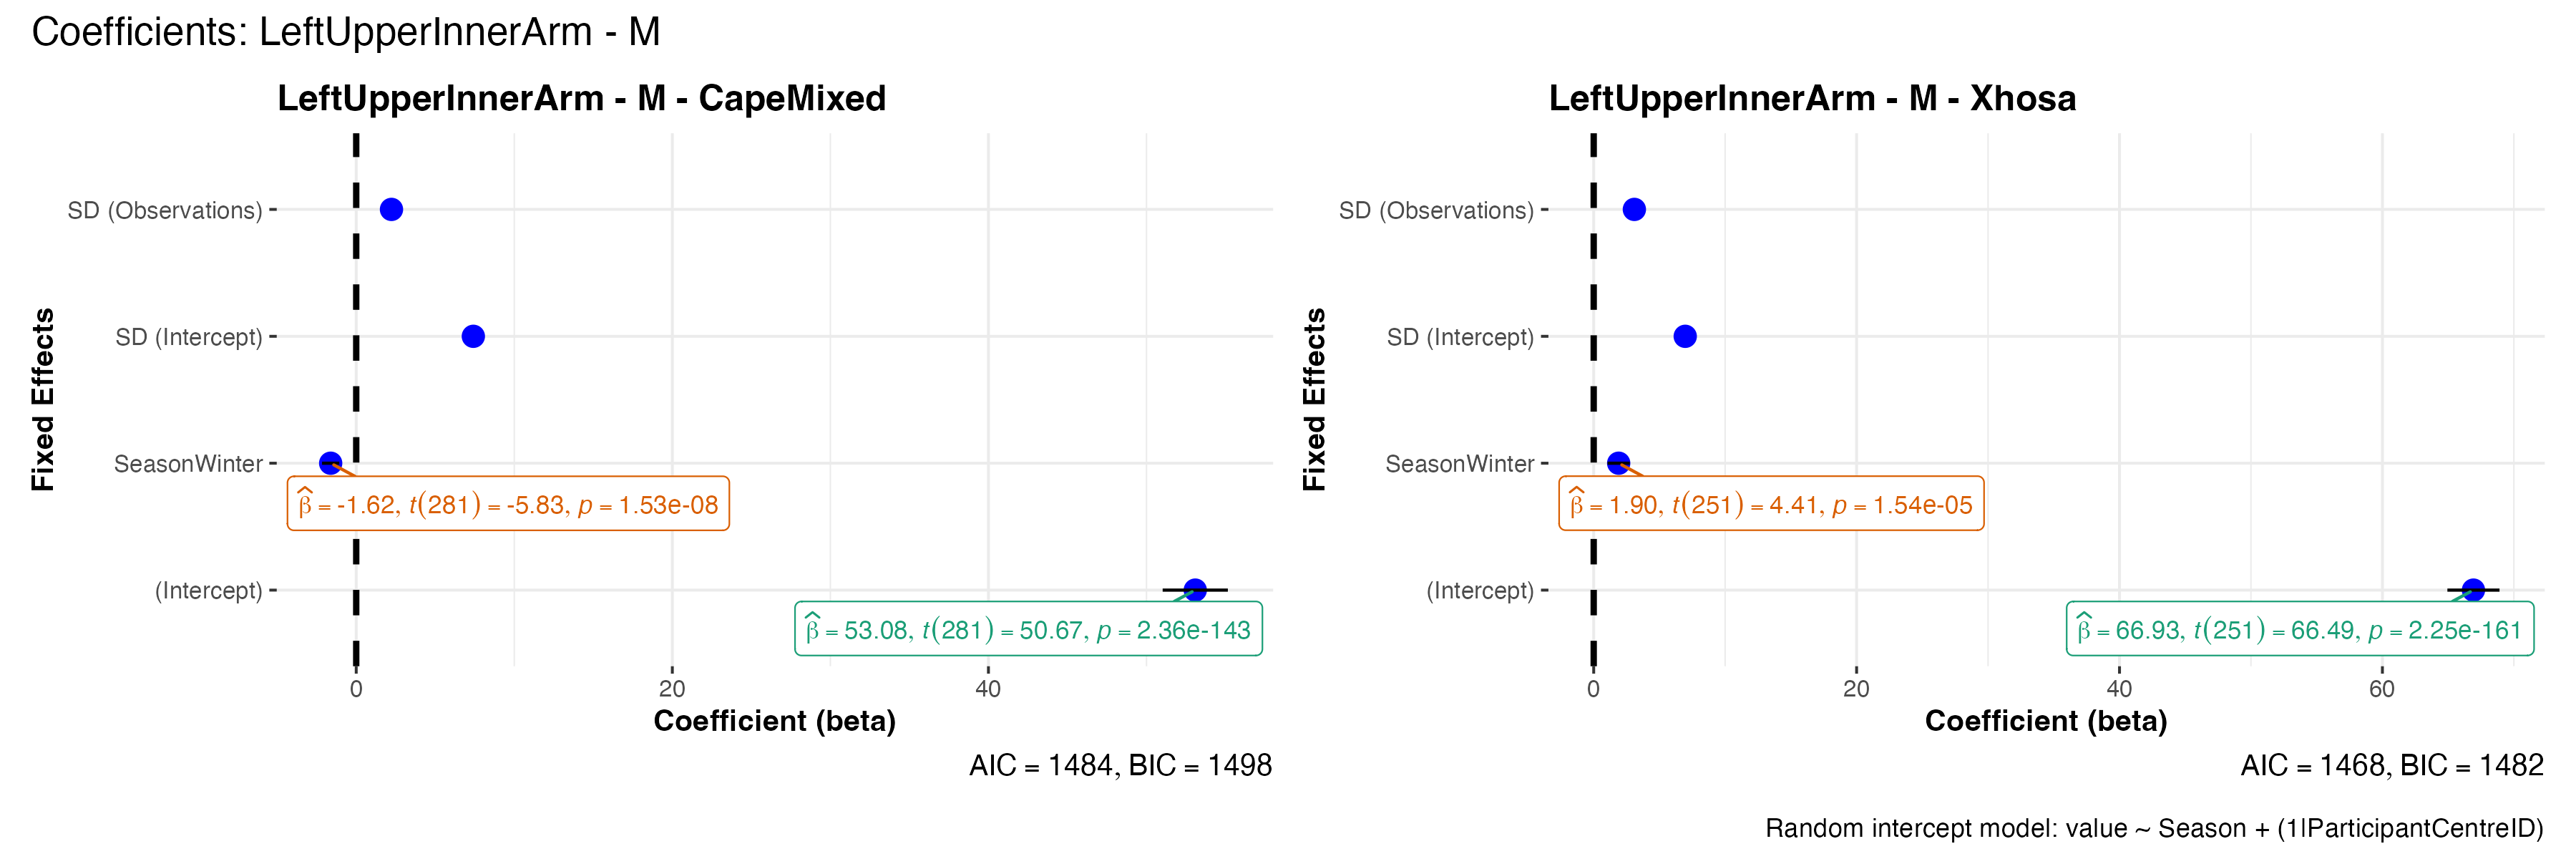 Coefficients: LeftUpperInnerArm - M
LeftUpperInnerArm - M - CapeMixed
Fixed Effects
SD (Observations)
SD (Intercept)
SeasonWinter
(Intercept)
β̂ = -1.62, t(281) = -5.83, p = 1.53e-08
β̂ = 53.08, t(281) = 50.67, p = 2.36e-143
0 20 40
Coefficient (beta)
AIC = 1484, BIC = 1498
LeftUpperInnerArm - M - Xhosa
Fixed Effects
SD (Observations)
SD (Intercept)
SeasonWinter
(Intercept)
β̂ = 1.90, t(251) = 4.41, p = 1.54e-05
β̂ = 66.93, t(251) = 66.49, p = 2.25e-161
0 20 40 60
Coefficient (beta)
AIC = 1468, BIC = 1482
Random intercept model: value ~ Season + (1|ParticipantCentreID)